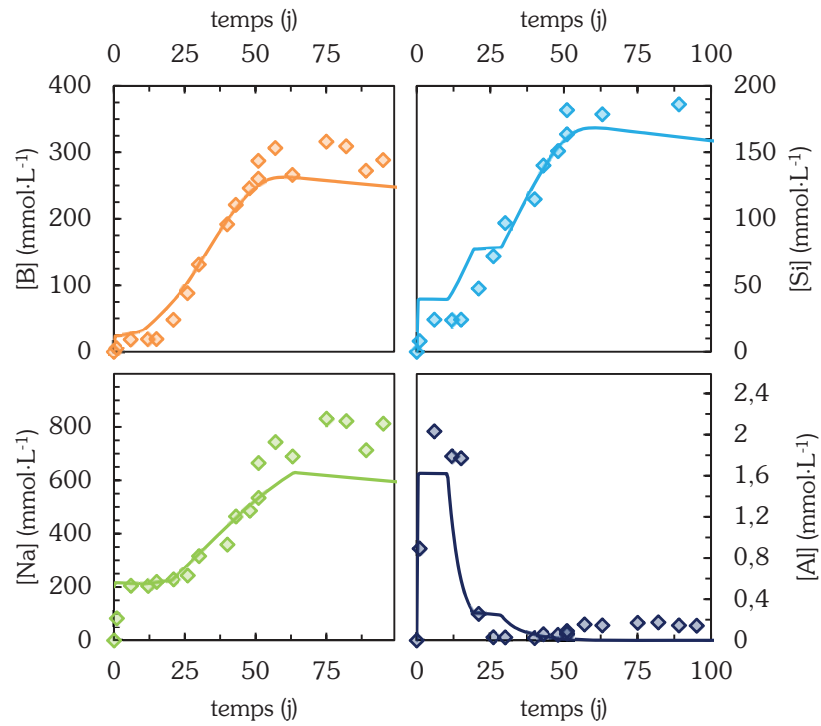 temps (j) temps (j)
0 25 50 75 0 25 50 75 100
400 200
300 150
200 100
100 50
0 0
[B] (mmol·L⁻¹) [Si] (mmol·L⁻¹)
2,4
800 2
600 1,6
1,2
400 0,8
200 0,4
0 0
[Na] (mmol·L⁻¹) [Al] (mmol·L⁻¹)
0 25 50 75 0 25 50 75 100
temps (j) temps (j)